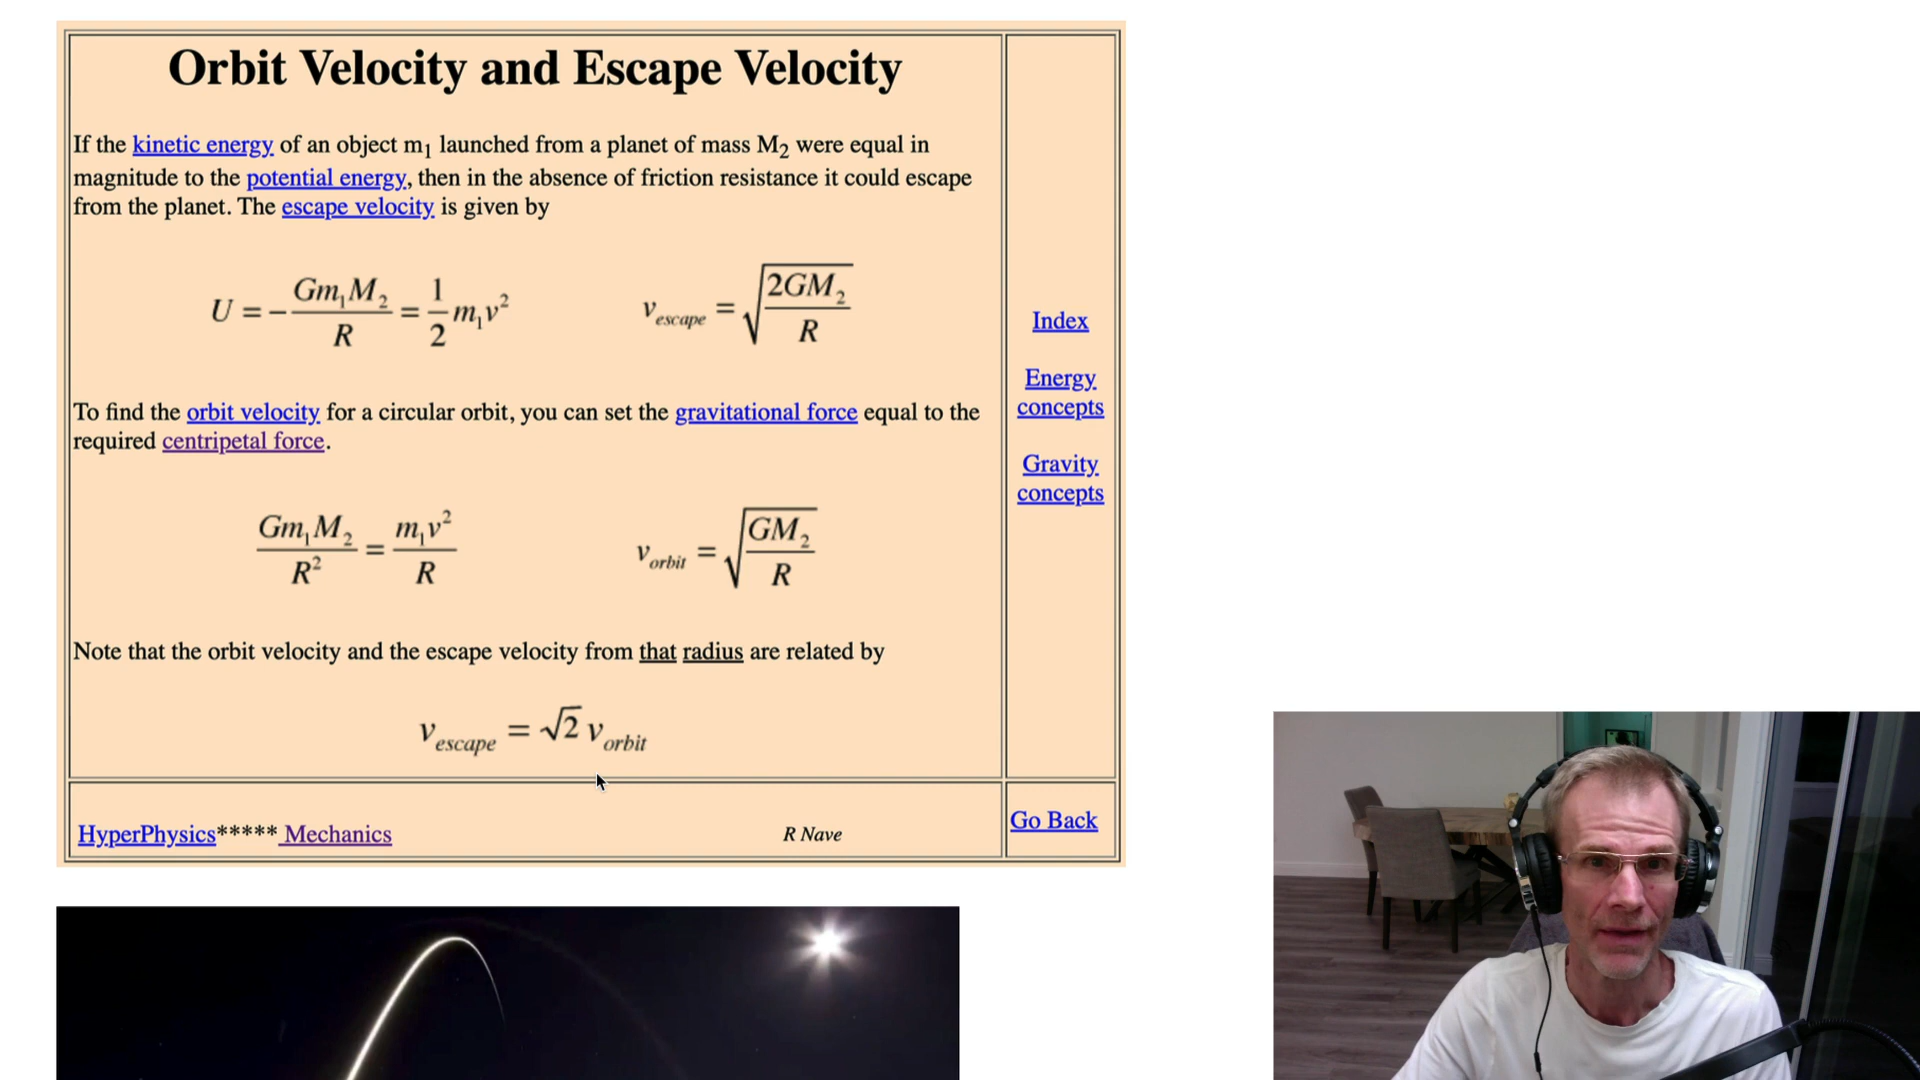 Orbit Velocity and Escape Velocity
If the kinetic energy of an object m₁ launched from a planet of mass M₂ were equal in
magnitude to the potential energy, then in the absence of friction resistance it could escape
from the planet. The escape velocity is given by
U = −Gm₁M₂/R = 1/2 m₁v²
v_escape = √(2GM₂/R)
To find the orbit velocity for a circular orbit, you can set the gravitational force equal to the
required centripetal force.
Gm₁M₂/R² = m₁v²/R
v_orbit = √(GM₂/R)
Note that the orbit velocity and the escape velocity from that radius are related by
v_escape = √2 v_orbit
Index
Energy
concepts
Gravity
concepts
HyperPhysics***** Mechanics
R Nave
Go Back